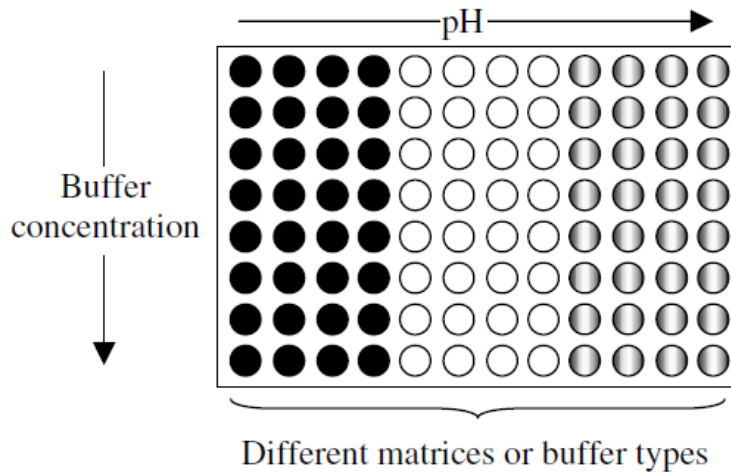 pH
Buffer
concentration
Different matrices or buffer types